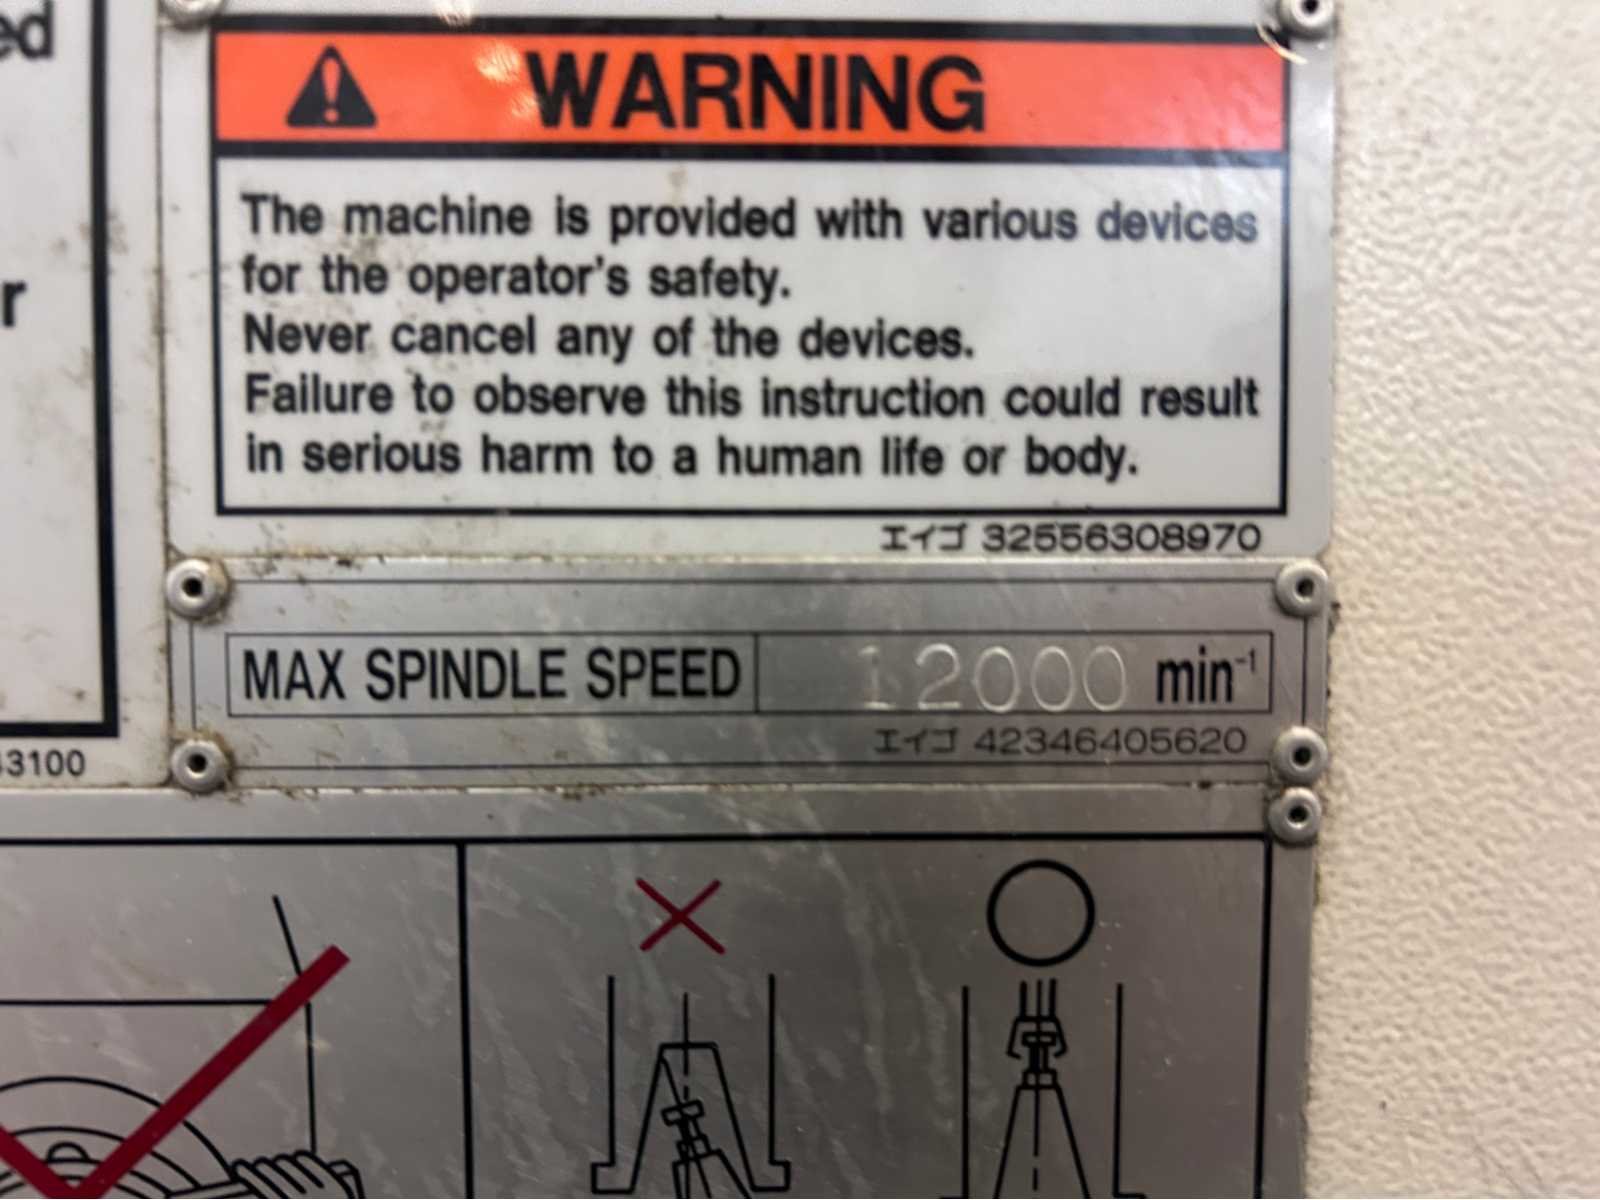 ed
r
43100
WARNING
The machine is provided with various devices
for the operator's safety.
Never cancel any of the devices.
Failure to observe this instruction could result
in serious harm to a human life or body.
エイゴ 32556308970
MAX SPINDLE SPEED 12000 min⁻¹
エイゴ 42346405620